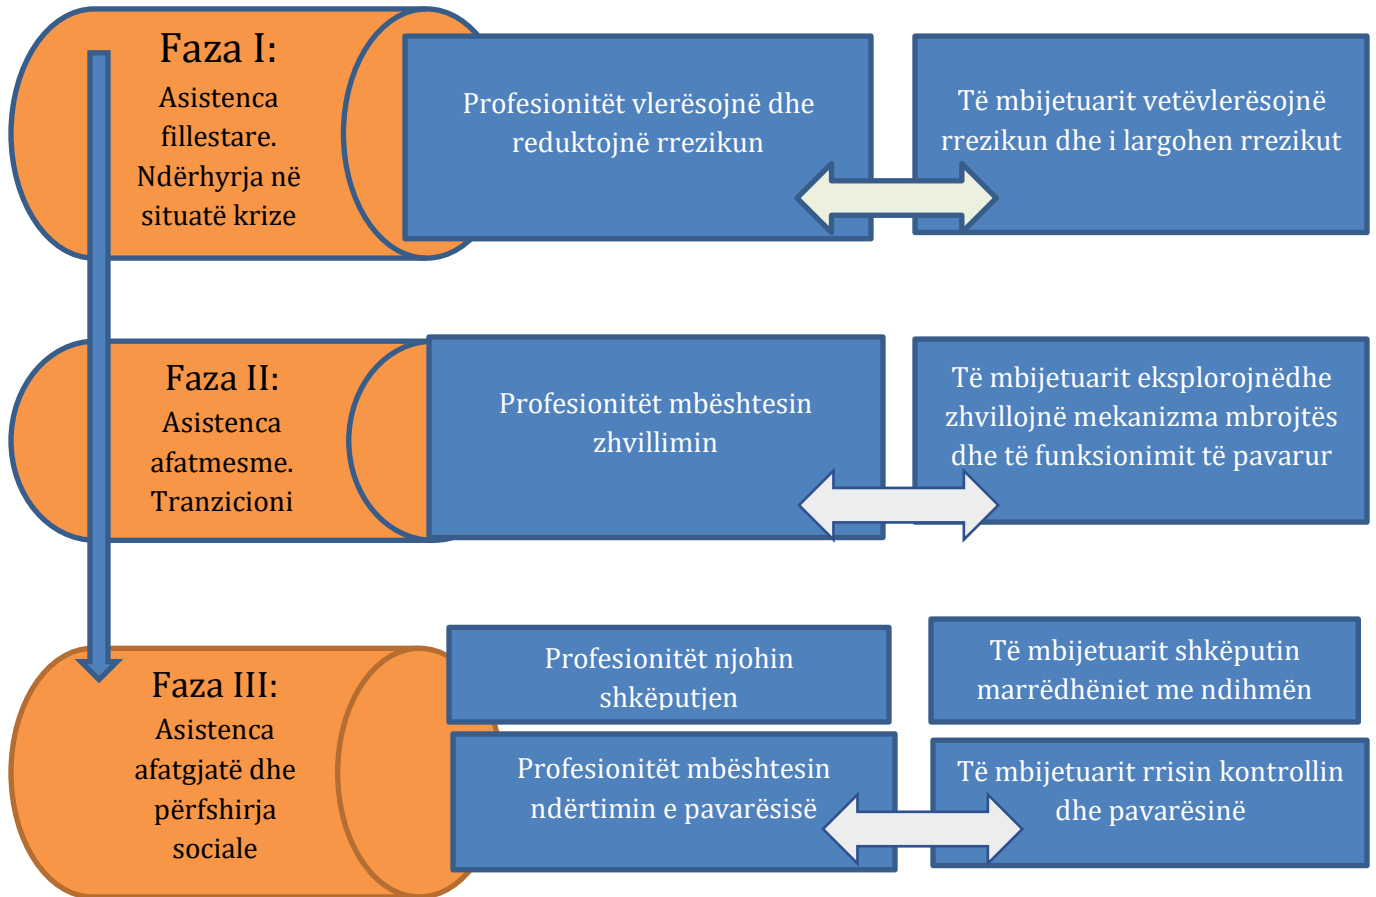 Faza I:
Asistenca
fillestare.
Ndërhyrja në
situatë krize
Profesionitët vlerësojnë dhe
reduktojnë rrezikun
Të mbijetuarit vetëvlerësojnë
rrezikun dhe i largohen rrezikut
Faza II:
Asistenca
afatmesme.
Tranzicioni
Profesionitët mbështesin
zhvillimin
Të mbijetuarit eksplorojnëdhe
zhvillojnë mekanizma mbrojtës
dhe të funksionimit të pavarur
Faza III:
Asistenca
afatgjatë dhe
përfshirja
sociale
Profesionitët njohin
shkëputjen
Të mbijetuarit shkëputin
marrëdhëniet me ndihmën
Profesionitët mbështesin
ndërtimin e pavarësisë
Të mbijetuarit rrisin kontrollin
dhe pavarësinë